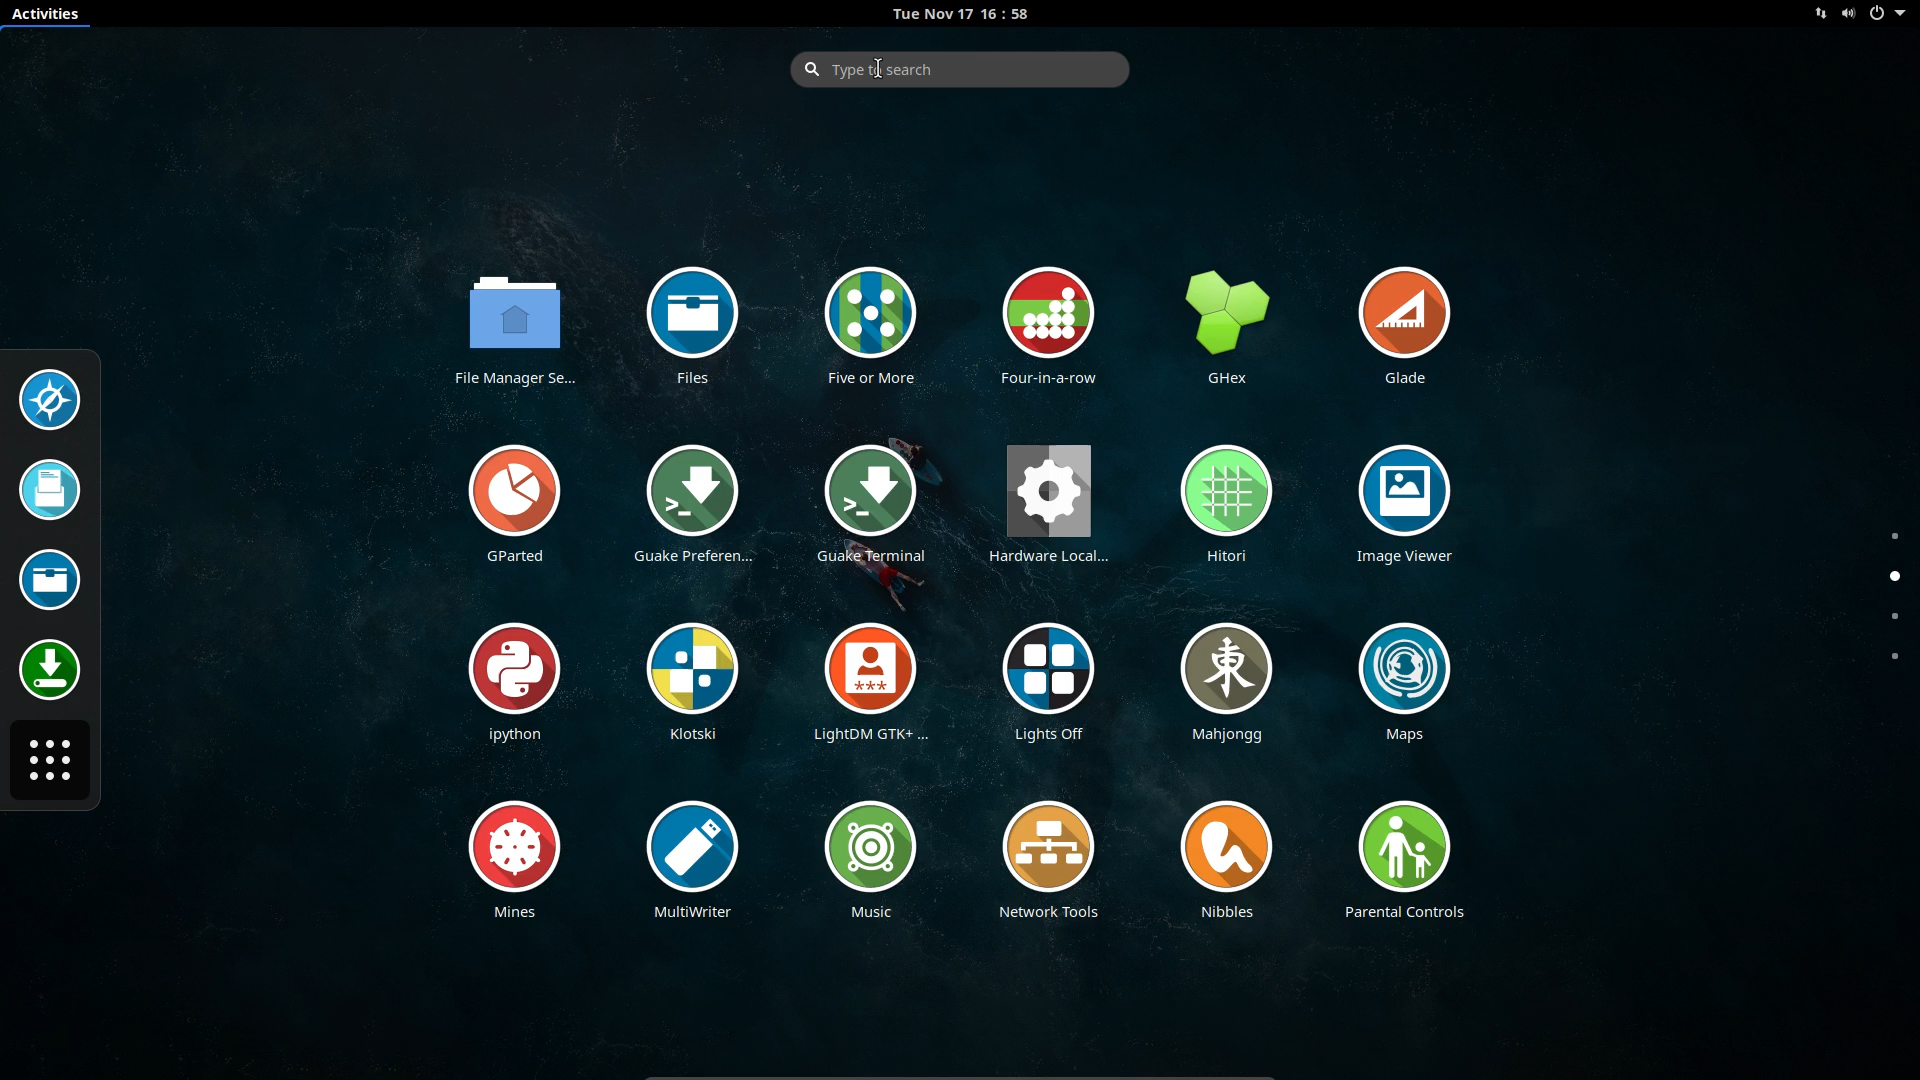 Activities
Tue Nov 17 16 : 58
Type to search
File Manager Se...
Files
Five or More
Four-in-a-row
GHex
Glade
GParted
Guake Preferen...
Guake Terminal
Hardware Local...
Hitori
Image Viewer
ipython
Klotski
LightDM GTK+ ...
Lights Off
Mahjongg
Maps
Mines
MultiWriter
Music
Network Tools
Nibbles
Parental Controls
>_
>_
***
東